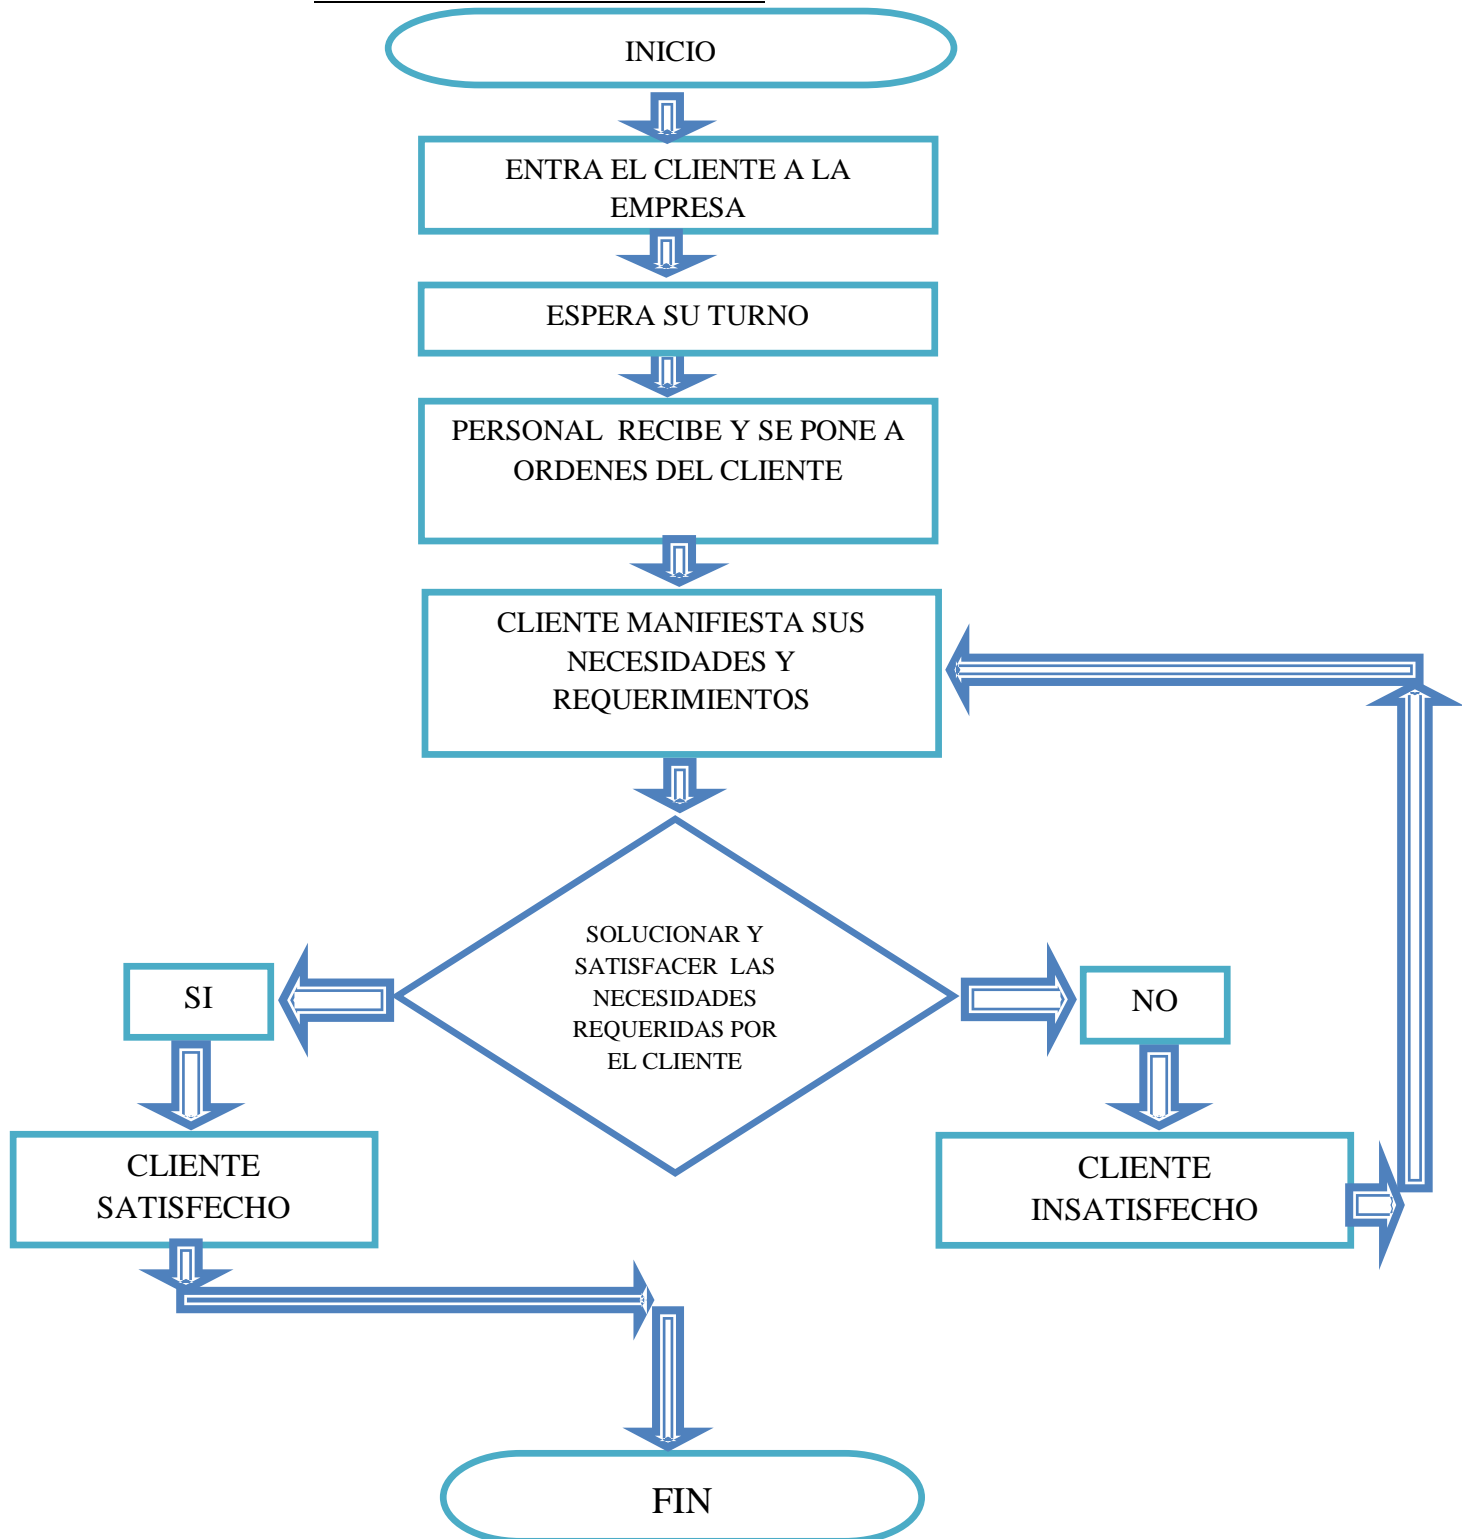 INICIO
ENTRA EL CLIENTE A LA
EMPRESA
ESPERA SU TURNO
PERSONAL  RECIBE Y SE PONE A
ORDENES DEL CLIENTE
CLIENTE MANIFIESTA SUS
NECESIDADES Y
REQUERIMIENTOS
SOLUCIONAR Y
SATISFACER  LAS
NECESIDADES
REQUERIDAS POR
EL CLIENTE
SI
NO
CLIENTE
SATISFECHO
CLIENTE
INSATISFECHO
FIN